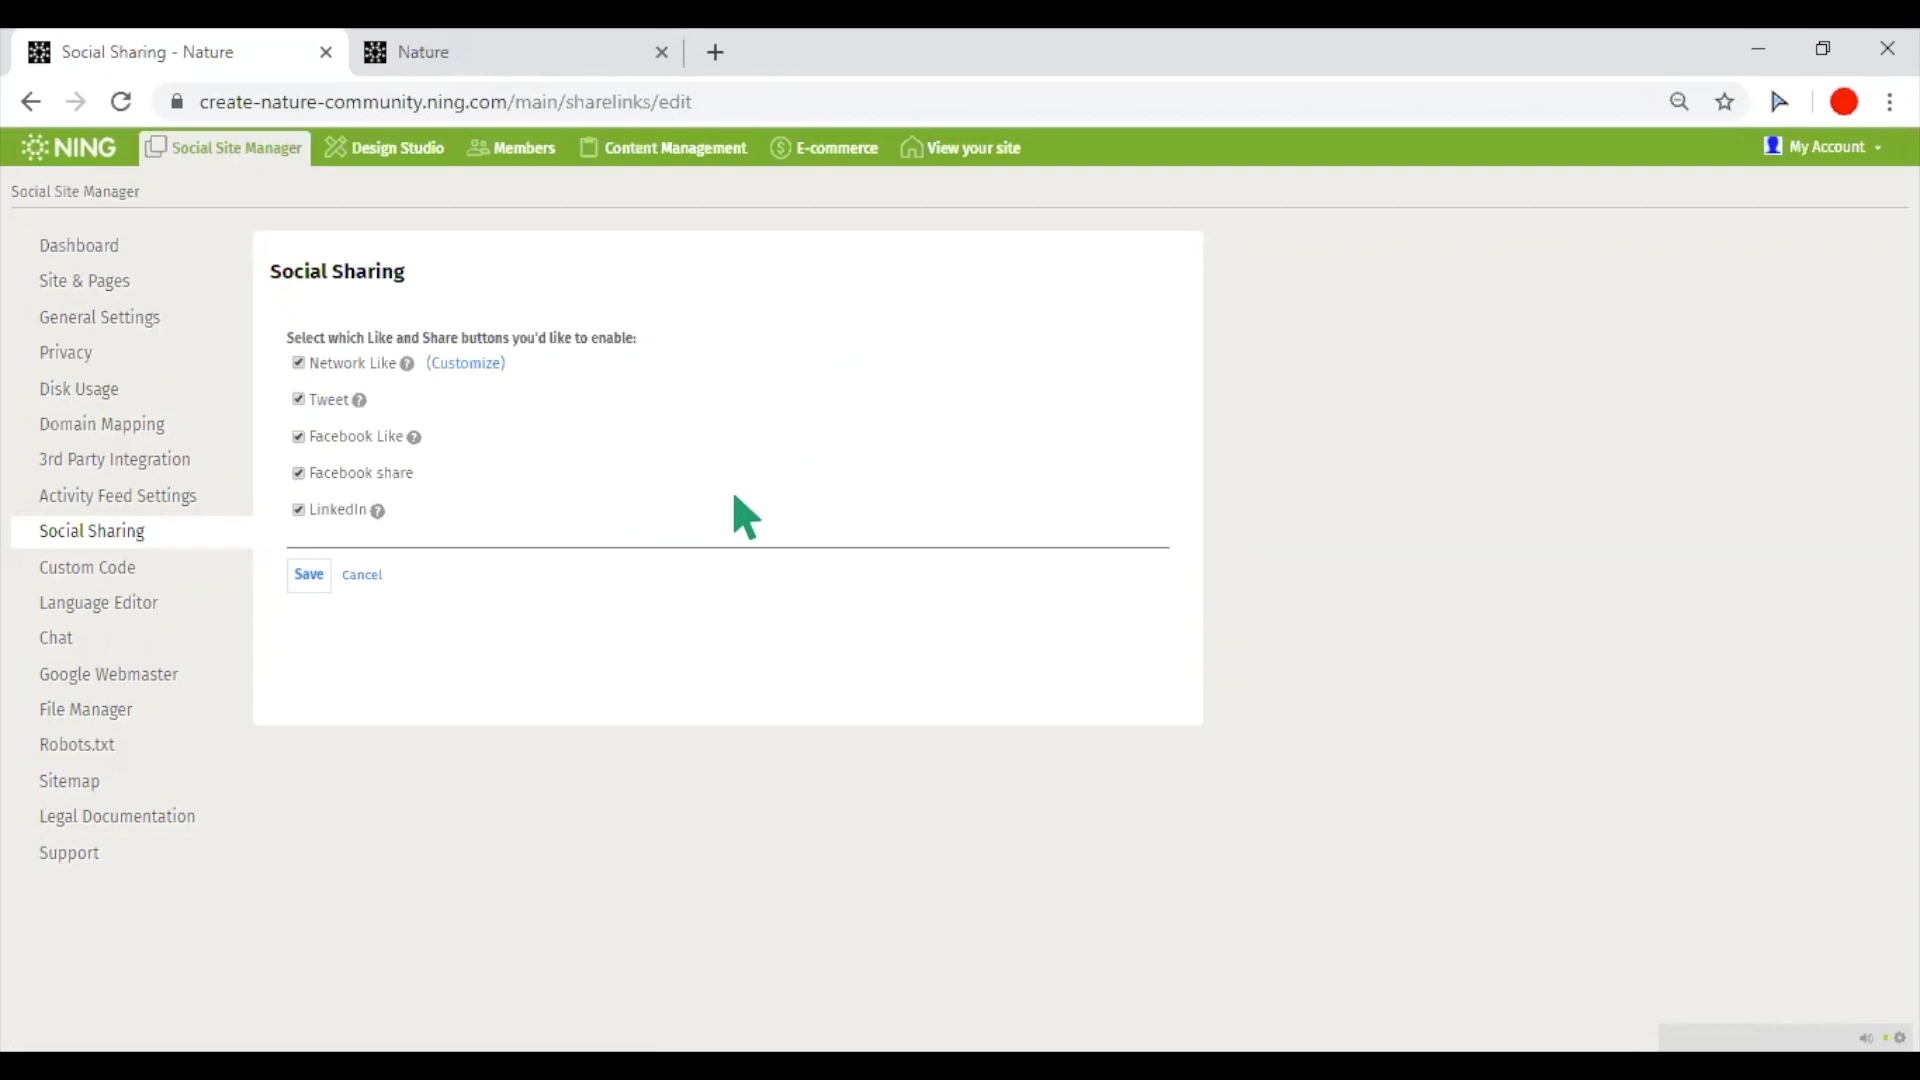 Social Sharing - Nature
Nature
create-nature-community.ning.com/main/sharelinks/edit
NING
Social Site Manager
Design Studio
Members
Content Management
E-commerce
View your site
My Account
Social Site Manager
Dashboard
Site & Pages
General Settings
Privacy
Disk Usage
Domain Mapping
3rd Party Integration
Activity Feed Settings
Social Sharing
Custom Code
Language Editor
Chat
Google Webmaster
File Manager
Robots.txt
Sitemap
Legal Documentation
Support
Social Sharing
Select which Like and Share buttons you'd like to enable:
Network Like ? (Customize)
Tweet ?
Facebook Like ?
Facebook share
LinkedIn ?
Save Cancel